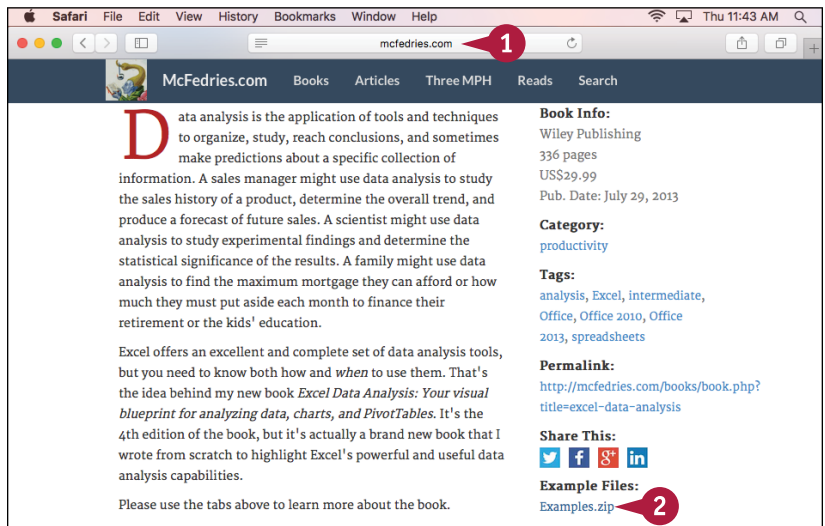 Safari File Edit View History Bookmarks Window Help Thu 11:43 AM
mcfedries.com 1
McFedries.com Books Articles Three MPH Reads Search
Data analysis is the application of tools and techniques
to organize, study, reach conclusions, and sometimes
make predictions about a specific collection of
information. A sales manager might use data analysis to study
the sales history of a product, determine the overall trend, and
produce a forecast of future sales. A scientist might use data
analysis to study experimental findings and determine the
statistical significance of the results. A family might use data
analysis to find the maximum mortgage they can afford or how
much they must put aside each month to finance their
retirement or the kids' education.
Excel offers an excellent and complete set of data analysis tools,
but you need to know both how and when to use them. That's
the idea behind my new book Excel Data Analysis: Your visual
blueprint for analyzing data, charts, and PivotTables. It's the
4th edition of the book, but it's actually a brand new book that I
wrote from scratch to highlight Excel's powerful and useful data
analysis capabilities.
Please use the tabs above to learn more about the book.
Book Info:
Wiley Publishing
336 pages
US$29.99
Pub. Date: July 29, 2013
Category:
productivity
Tags:
analysis, Excel, intermediate,
Office, Office 2010, Office
2013, spreadsheets
Permalink:
http://mcfedries.com/books/book.php?
title=excel-data-analysis
Share This:
f g+ in
Example Files:
Examples.zip 2